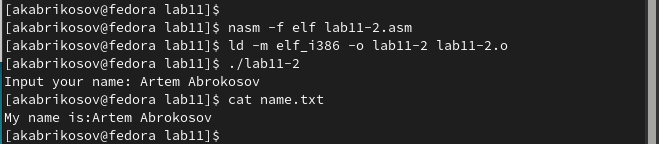 [akabrikosov@fedora lab11]$
[akabrikosov@fedora lab11]$ nasm -f elf lab11-2.asm
[akabrikosov@fedora lab11]$ ld -m elf_i386 -o lab11-2 lab11-2.o
[akabrikosov@fedora lab11]$ ./lab11-2
Input your name: Artem Abrokosov
[akabrikosov@fedora lab11]$ cat name.txt
My name is:Artem Abrokosov
[akabrikosov@fedora lab11]$